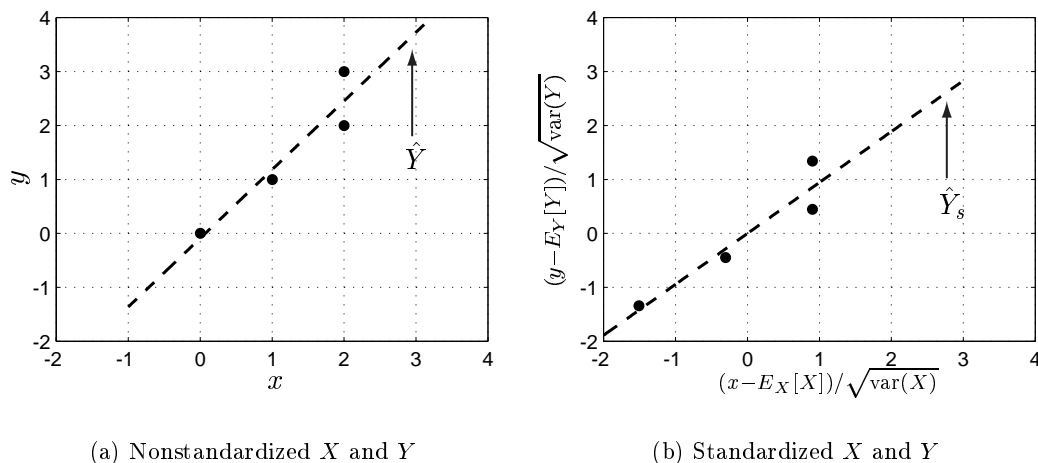 4
3
2
1
0
-1
-2
-2 -1 0 1 2 3 4
y
x
Ŷ
4
3
2
1
0
-1
-2
-2 -1 0 1 2 3 4
(y−E_Y[Y])/√var(Y)
(x−E_X[X])/√var(X)
Ŷ_s
(a) Nonstandardized X and Y
(b) Standardized X and Y